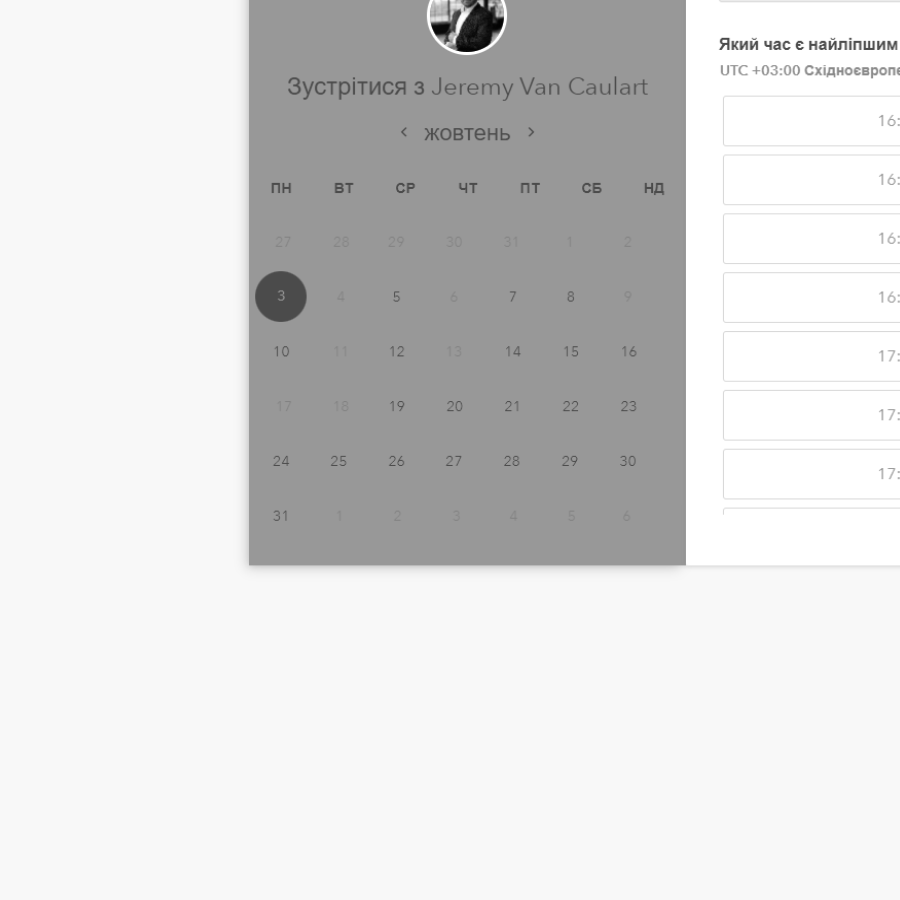 Зустрітися з Jeremy Van Caulart
жовтень
ПН ВТ СР ЧТ ПТ СБ НД
27 28 29 30 31 1 2
3 4 5 6 7 8 9
10 11 12 13 14 15 16
17 18 19 20 21 22 23
24 25 26 27 28 29 30
31 1 2 3 4 5 6
Який час є найліпшим
UTC +03:00 Східноєвропе
16:
16:
16:
16:
17:
17:
17: